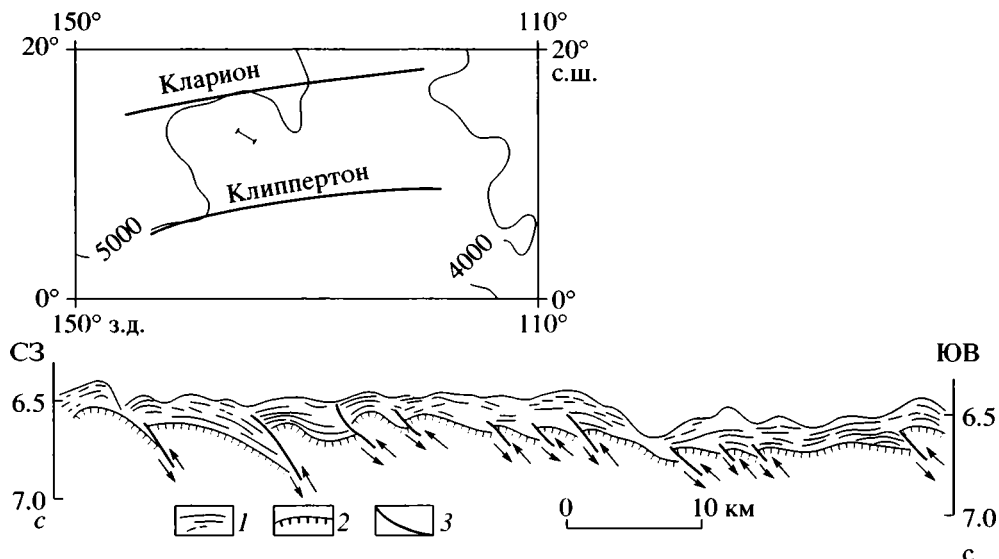 150°
110°
20°
20°
с.ш.
Кларион
Клиппертон
5000
4000
0°
0°
150° з.д.
110°
СЗ
ЮВ
6.5
6.5
7.0
с
1
2
3
0
10 км
7.0
с